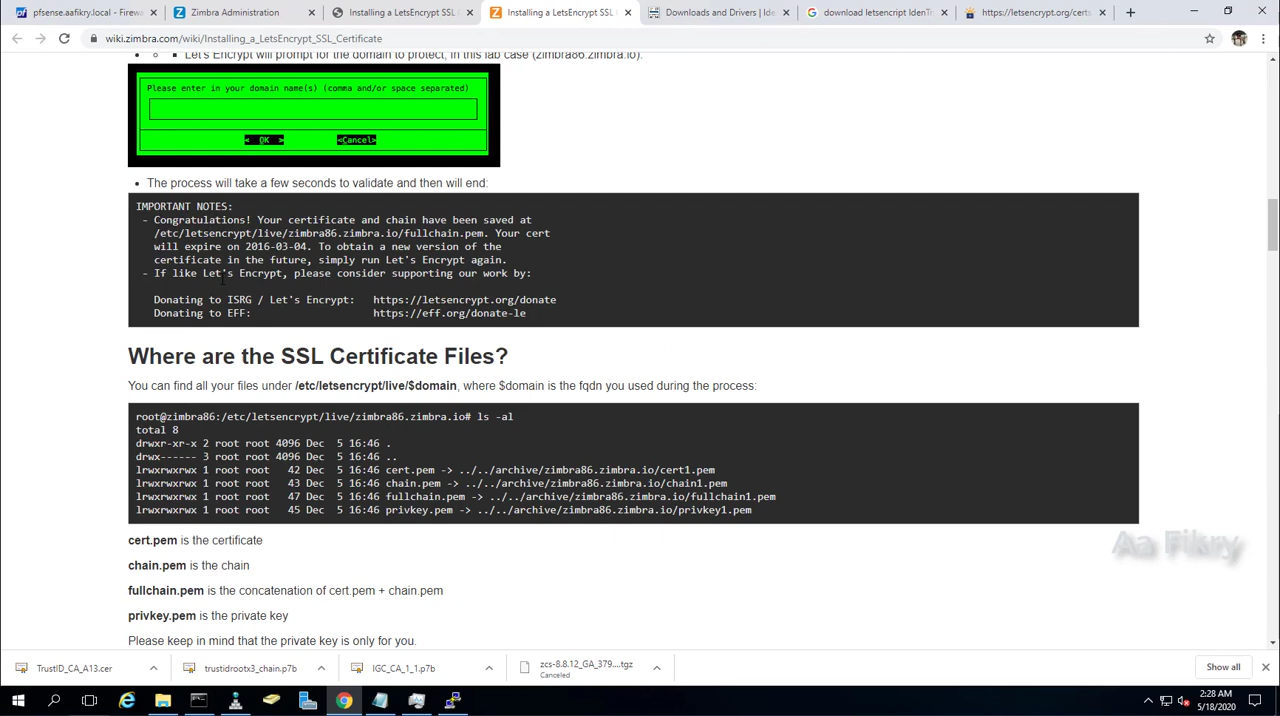 pfsense.aafikry.local - Firewa
Zimbra Administration
Installing a LetsEncrypt SSL
Installing a LetsEncrypt SSL
Downloads and Drivers | Ide
download letsencript IdenTr
https://letsencrypt.org/certs
wiki.zimbra.com/wiki/Installing_a_LetsEncrypt_SSL_Certificate
Let's Encrypt will prompt for the domain to protect, in this lab case (zimbra86.zimbra.io).
Please enter in your domain name(s) (comma and/or space separated)
< OK > <Cancel>
• The process will take a few seconds to validate and then will end:
IMPORTANT NOTES:
- Congratulations! Your certificate and chain have been saved at
/etc/letsencrypt/live/zimbra86.zimbra.io/fullchain.pem. Your cert
will expire on 2016-03-04. To obtain a new version of the
certificate in the future, simply run Let's Encrypt again.
- If like Let's Encrypt, please consider supporting our work by:
Donating to ISRG / Let's Encrypt: https://letsencrypt.org/donate
Donating to EFF: https://eff.org/donate-le
Where are the SSL Certificate Files?
You can find all your files under /etc/letsencrypt/live/$domain, where $domain is the fqdn you used during the process:
root@zimbra86:/etc/letsencrypt/live/zimbra86.zimbra.io# ls -al
total 8
drwxr-xr-x 2 root root 4096 Dec 5 16:46 .
drwx------ 3 root root 4096 Dec 5 16:46 ..
lrwxrwxrwx 1 root root 42 Dec 5 16:46 cert.pem -> ../../archive/zimbra86.zimbra.io/cert1.pem
lrwxrwxrwx 1 root root 43 Dec 5 16:46 chain.pem -> ../../archive/zimbra86.zimbra.io/chain1.pem
lrwxrwxrwx 1 root root 47 Dec 5 16:46 fullchain.pem -> ../../archive/zimbra86.zimbra.io/fullchain1.pem
lrwxrwxrwx 1 root root 45 Dec 5 16:46 privkey.pem -> ../../archive/zimbra86.zimbra.io/privkey1.pem
cert.pem is the certificate
Aa Fikry
chain.pem is the chain
fullchain.pem is the concatenation of cert.pem + chain.pem
privkey.pem is the private key
Please keep in mind that the private key is only for you.
TrustID_CA_A13.cer
trustidrootx3_chain.p7b
IGC_CA_1_1.p7b
zcs-8.8.12_GA_379....tgz
Canceled
Show all
2:28 AM
5/18/2020